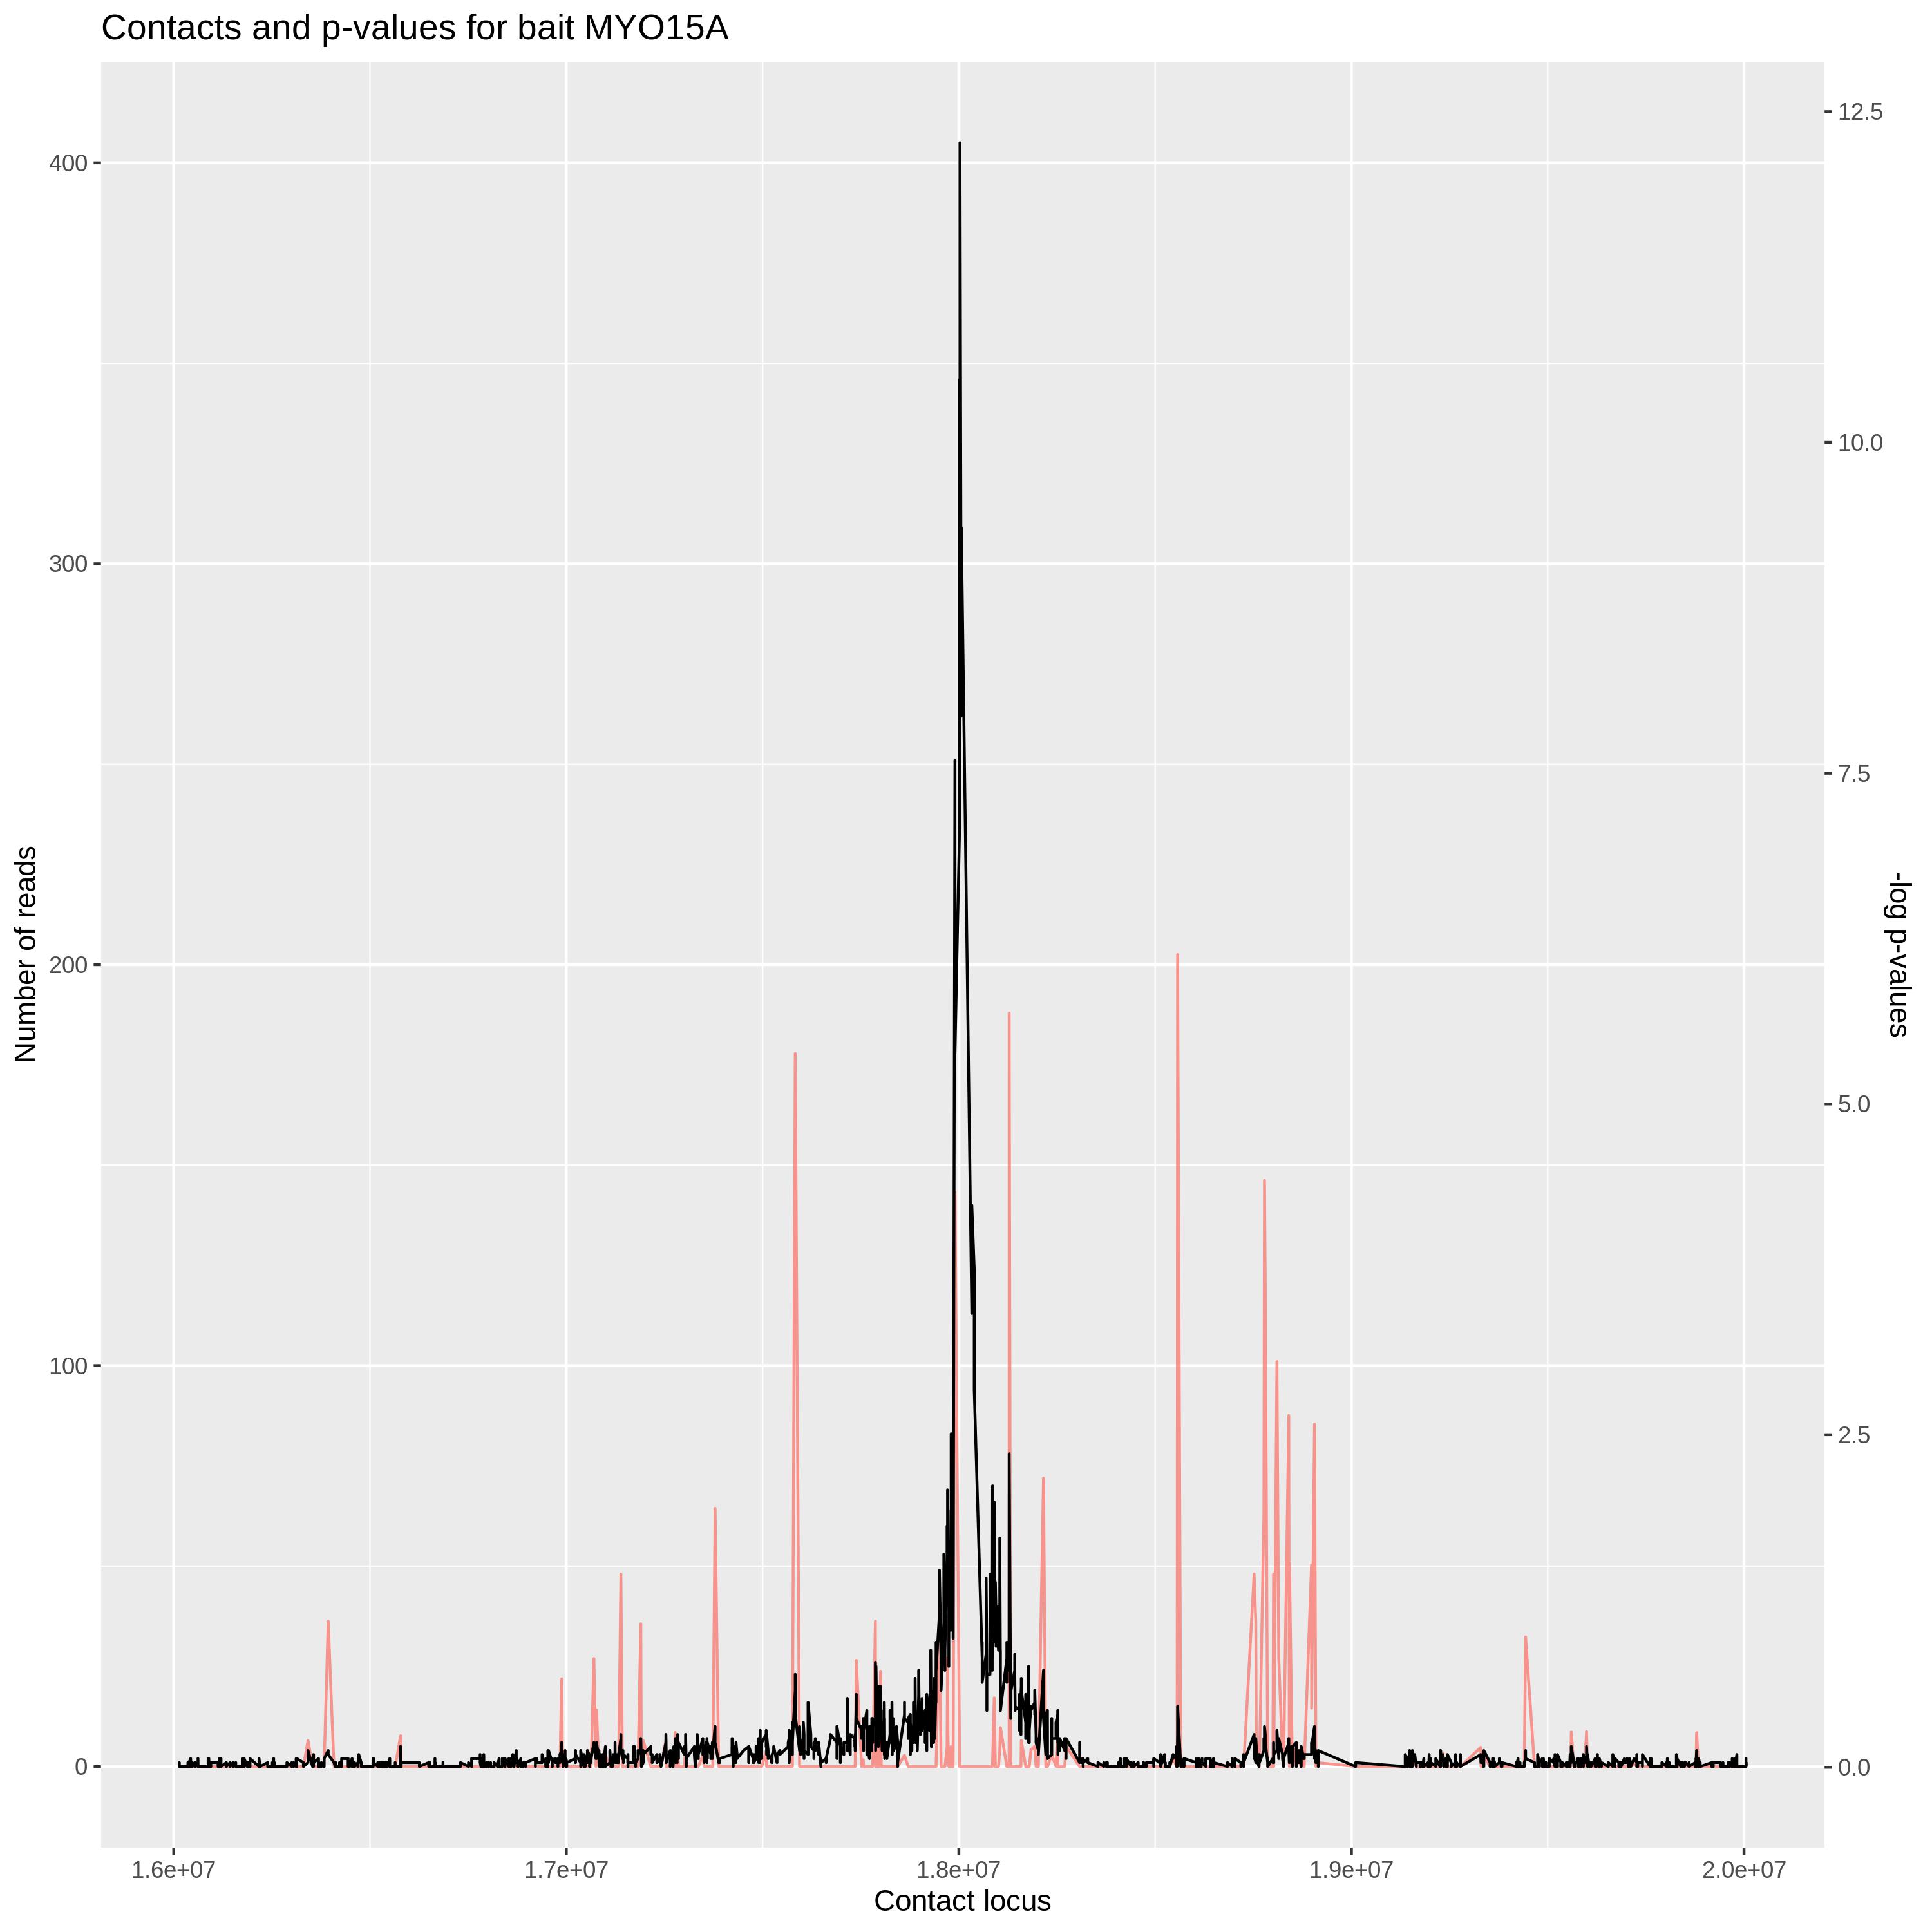 Contacts and p-values for bait MYO15A
400
300
200
100
0
Number of reads
12.5
10.0
7.5
5.0
2.5
0.0
-log p-values
1.6e+07 1.7e+07 1.8e+07 1.9e+07 2.0e+07
Contact locus